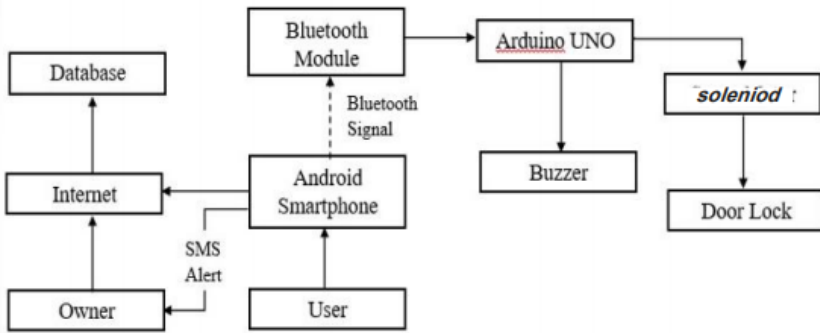 Bluetooth
Module
Arduino UNO
Database
soleniod
Bluetooth
Signal
Internet
Android
Smartphone
Buzzer
Door Lock
SMS
Alert
Owner
User